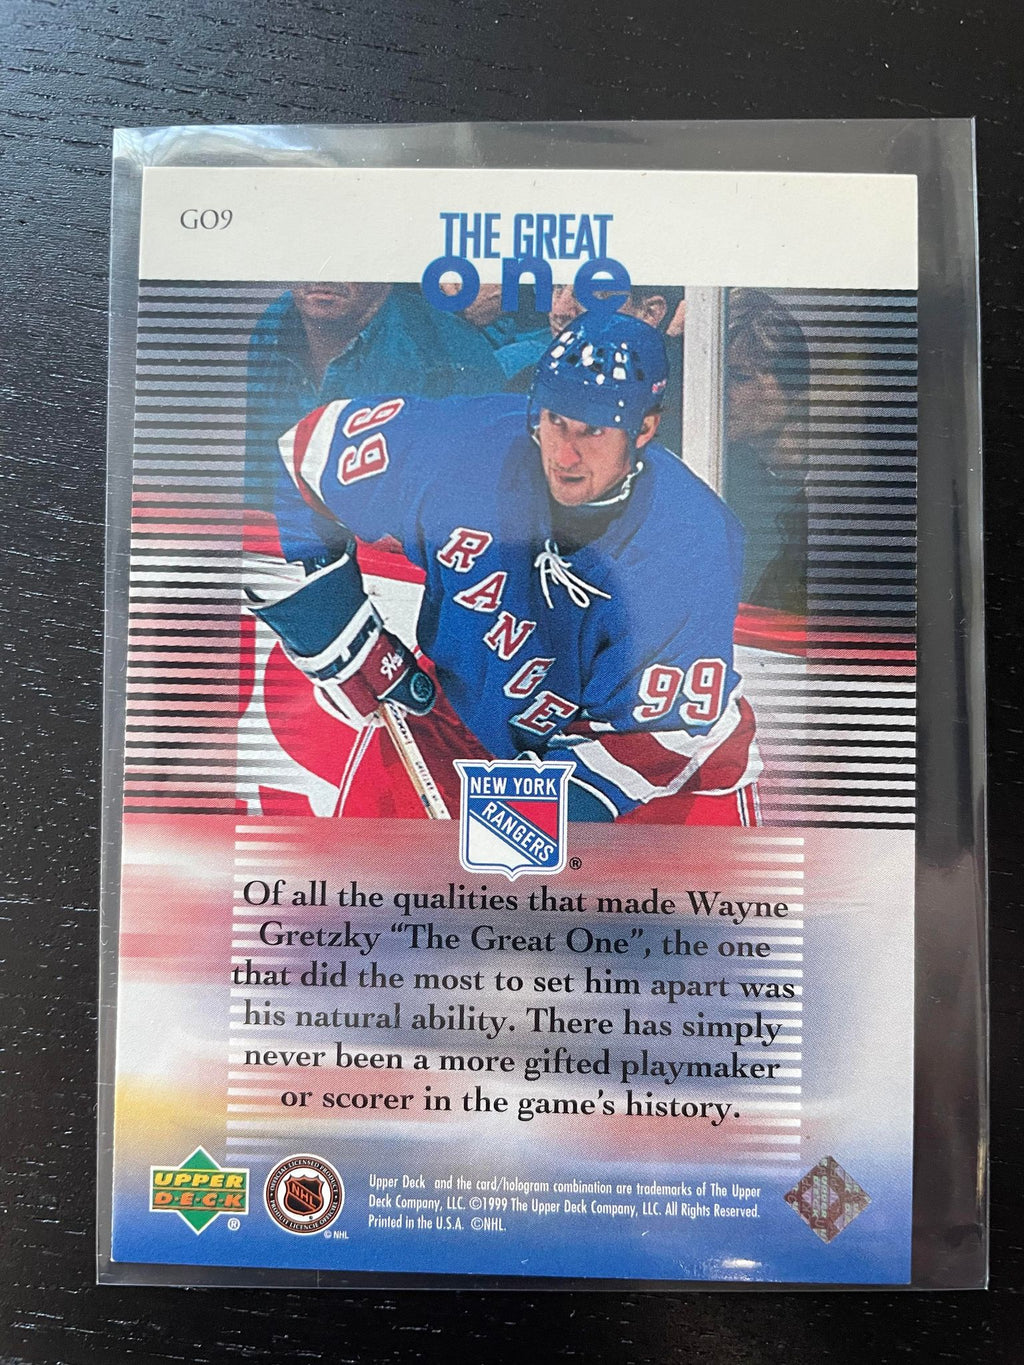 GO9
THE GREAT
one
99
RANGE
99
NEW YORK
RANGERS
®
Of all the qualities that made Wayne
Gretzky “The Great One”, the one
that did the most to set him apart was
his natural ability. There has simply
never been a more gifted playmaker
or scorer in the game’s history.
UPPER
D·E·C·K
®
NHL
© NHL
Upper Deck and the card/hologram combination are trademarks of The Upper
Deck Company, LLC. ©1999 The Upper Deck Company, LLC. All Rights Reserved.
Printed in the U.S.A. ©NHL.